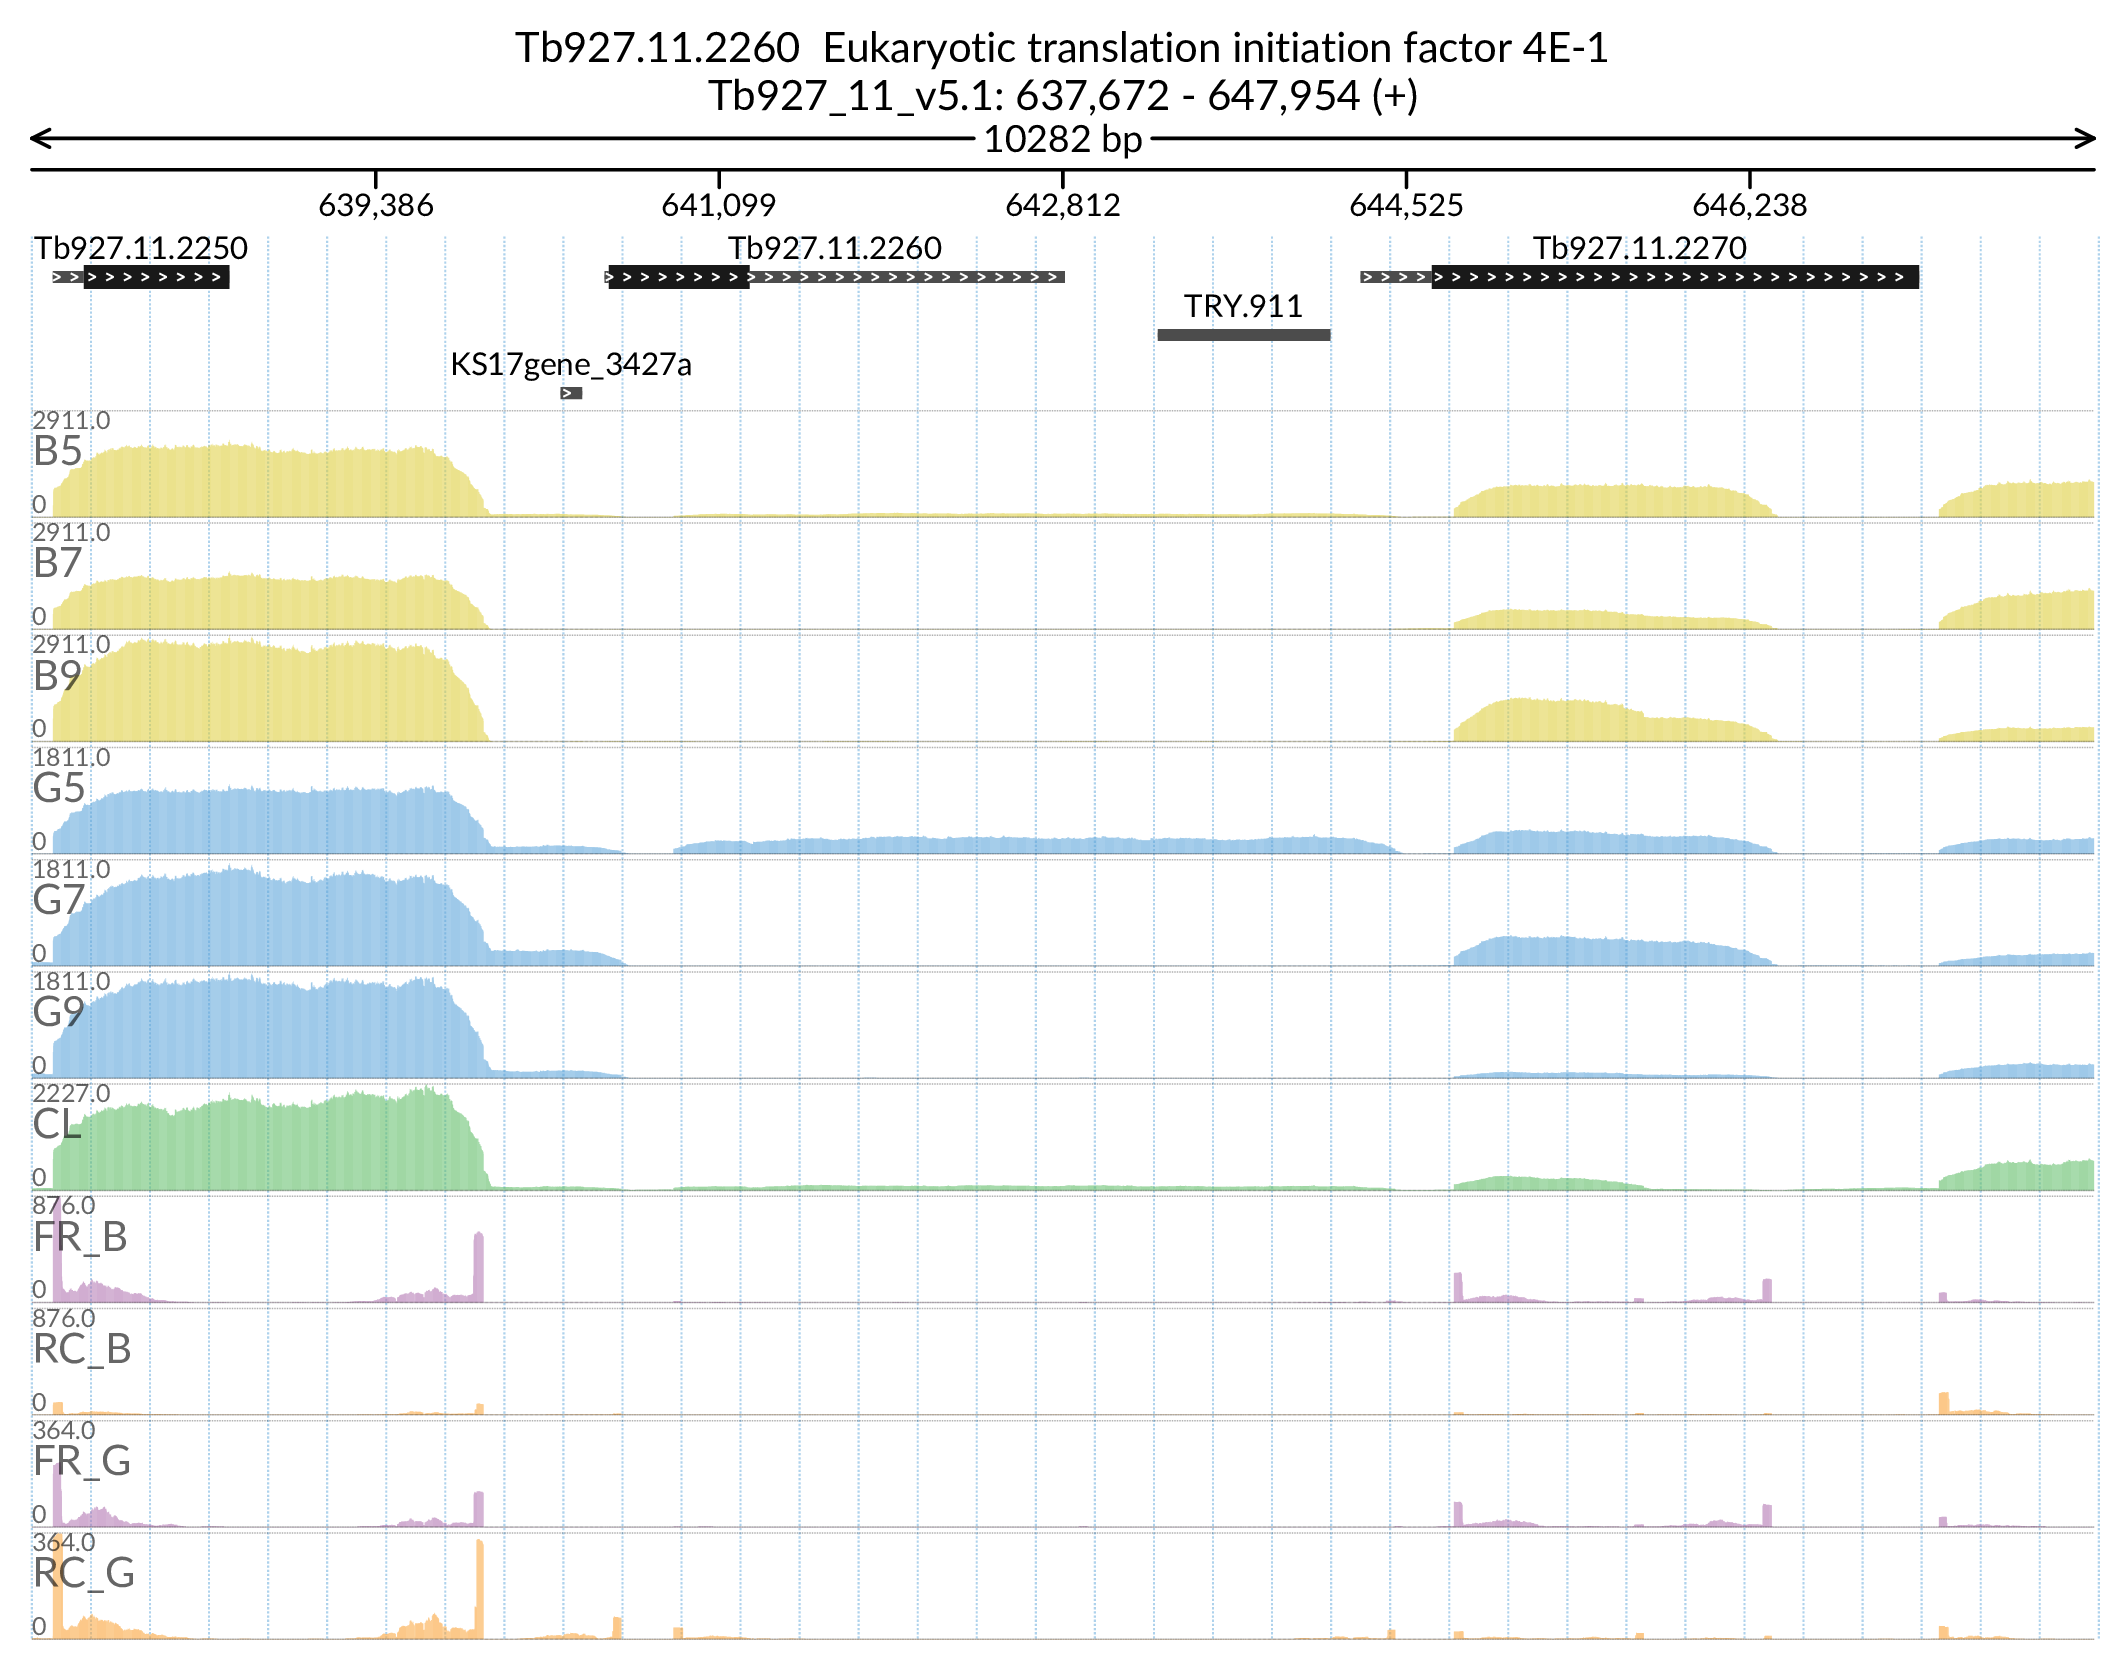 Tb927.11.2260  Eukaryotic translation initiation factor 4E-1
Tb927_11_v5.1: 637,672 - 647,954 (+)
10282 bp
639,386 641,099 642,812 644,525 646,238
Tb927.11.2250 Tb927.11.2260 Tb927.11.2270
TRY.911
KS17gene_3427a
2911.0
B5
0
2911.0
B7
0
2911.0
B9
0
1811.0
G5
0
1811.0
G7
0
1811.0
G9
0
2227.0
CL
0
876.0
FR_B
0
876.0
RC_B
0
364.0
FR_G
0
364.0
RC_G
0